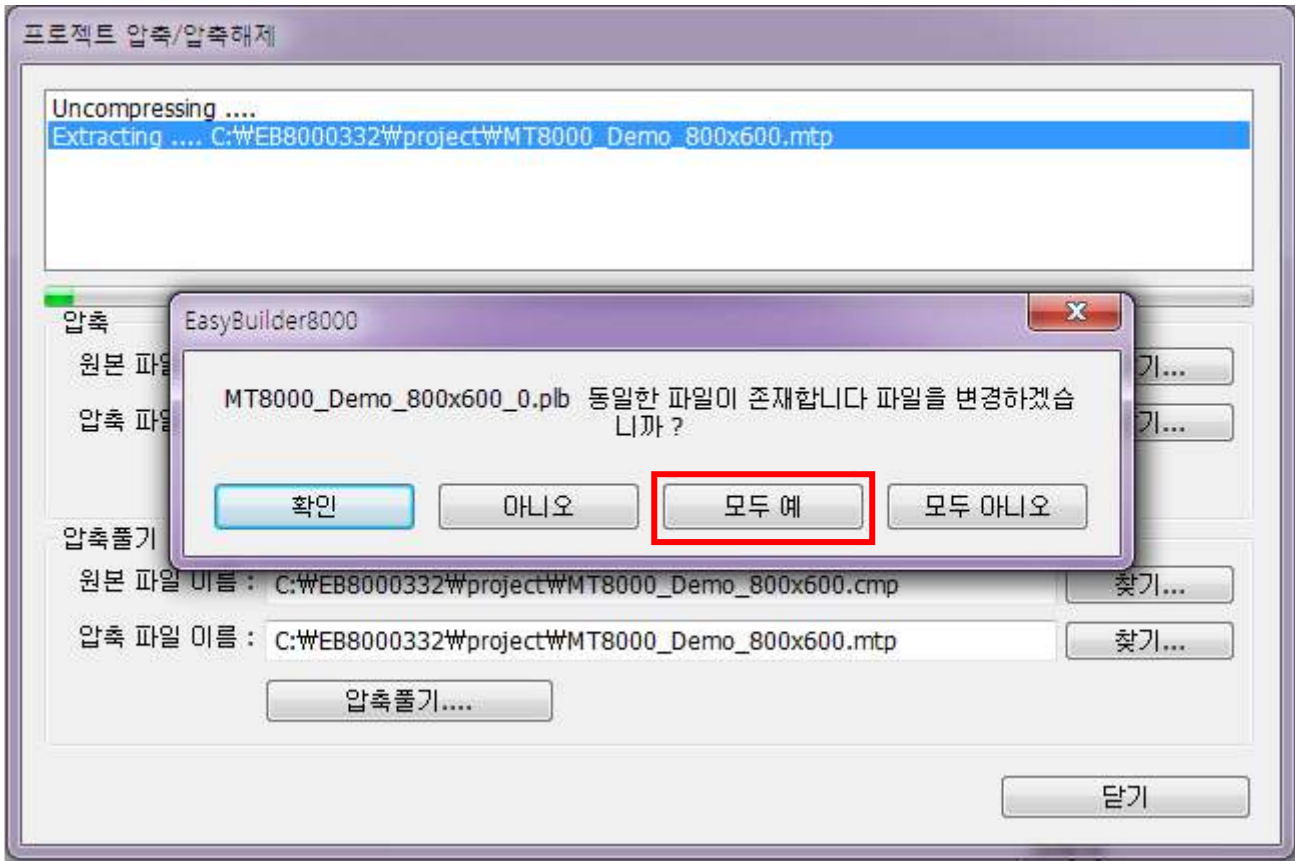 프로젝트 압축/압축해제
Uncompressing ....
Extracting .... C:₩EB8000332₩project₩MT8000_Demo_800x600.mtp
EasyBuilder8000
MT8000_Demo_800x600_0.plb 동일한 파일이 존재합니다 파일을 변경하겠습
니까 ?
확인 아니오 모두 예 모두 아니오
압축
원본 파일
압축 파일
압축풀기
원본 파일 이름 : C:₩EB8000332₩project₩MT8000_Demo_800x600.cmp 찾기...
압축 파일 이름 : C:₩EB8000332₩project₩MT8000_Demo_800x600.mtp 찾기...
압축풀기....
닫기